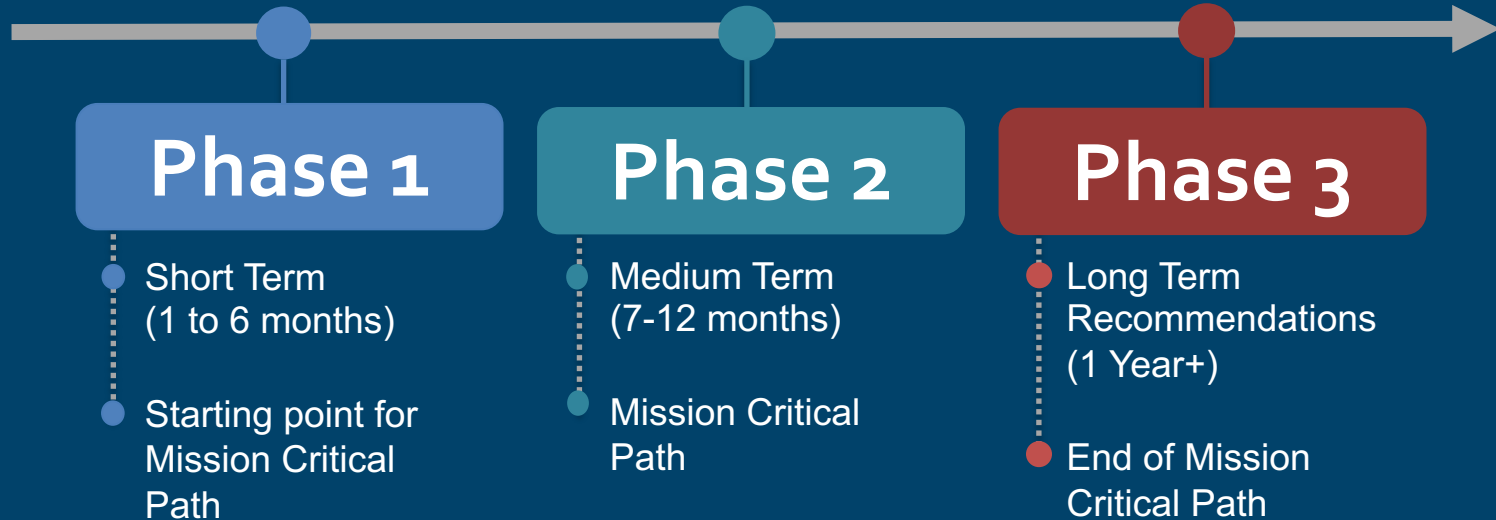 Phase 1
Short Term
(1 to 6 months)
Starting point for
Mission Critical
Path
Phase 2
Medium Term
(7-12 months)
Mission Critical
Path
Phase 3
Long Term
Recommendations
(1 Year+)
End of Mission
Critical Path